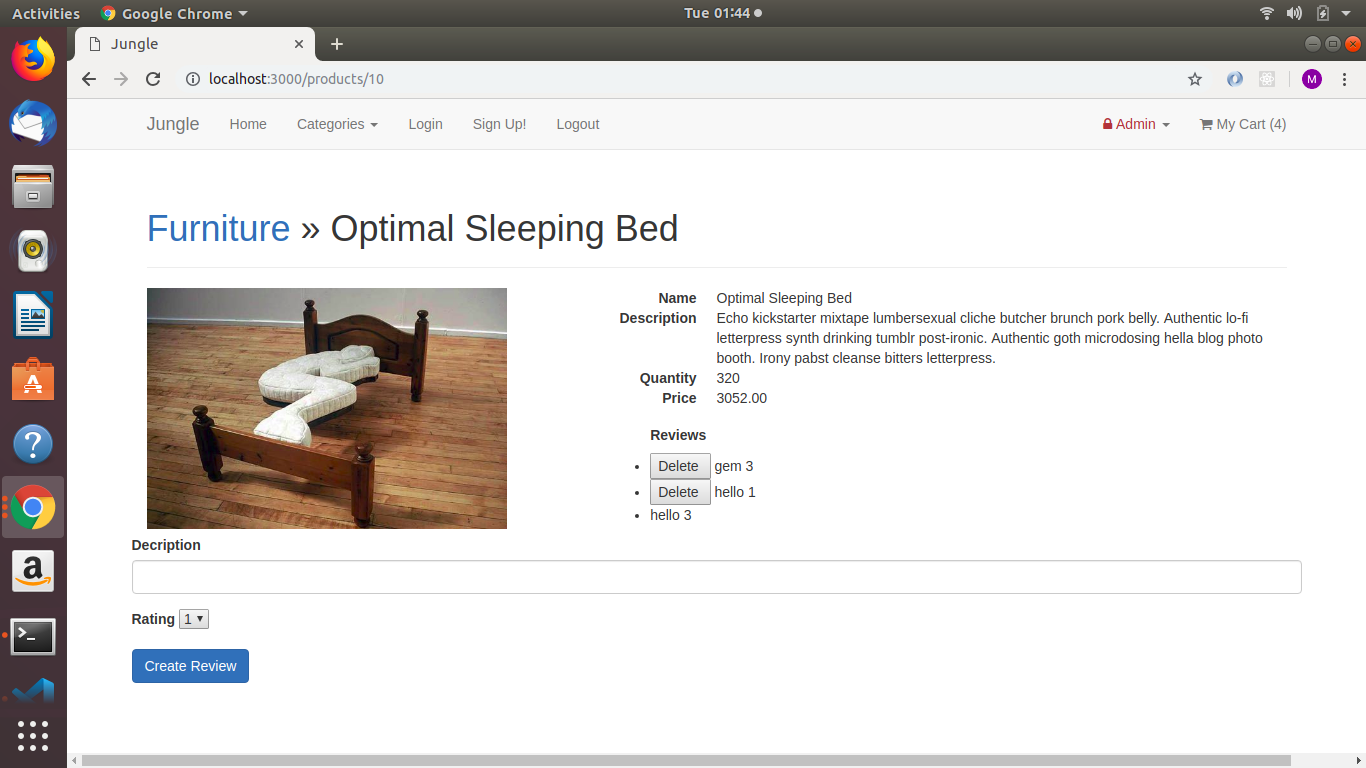 Activities Google Chrome Tue 01:44
Jungle
localhost:3000/products/10 M
Jungle Home Categories Login Sign Up! Logout Admin My Cart (4)
Furniture » Optimal Sleeping Bed
Name Optimal Sleeping Bed
Description Echo kickstarter mixtape lumbersexual cliche butcher brunch pork belly. Authentic lo-fi
letterpress synth drinking tumblr post-ironic. Authentic goth microdosing hella blog photo
booth. Irony pabst cleanse bitters letterpress.
Quantity 320
Price 3052.00
Reviews
Delete gem 3
Delete hello 1
hello 3
Decription
Rating 1
Create Review